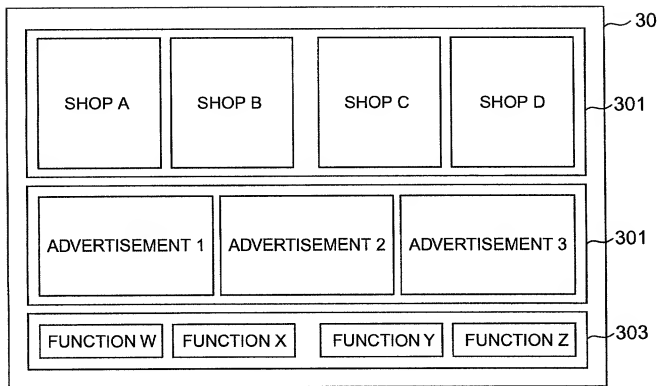 30
SHOP A SHOP B SHOP C SHOP D
301
ADVERTISEMENT 1 ADVERTISEMENT 2 ADVERTISEMENT 3
301
FUNCTION W FUNCTION X FUNCTION Y FUNCTION Z
303